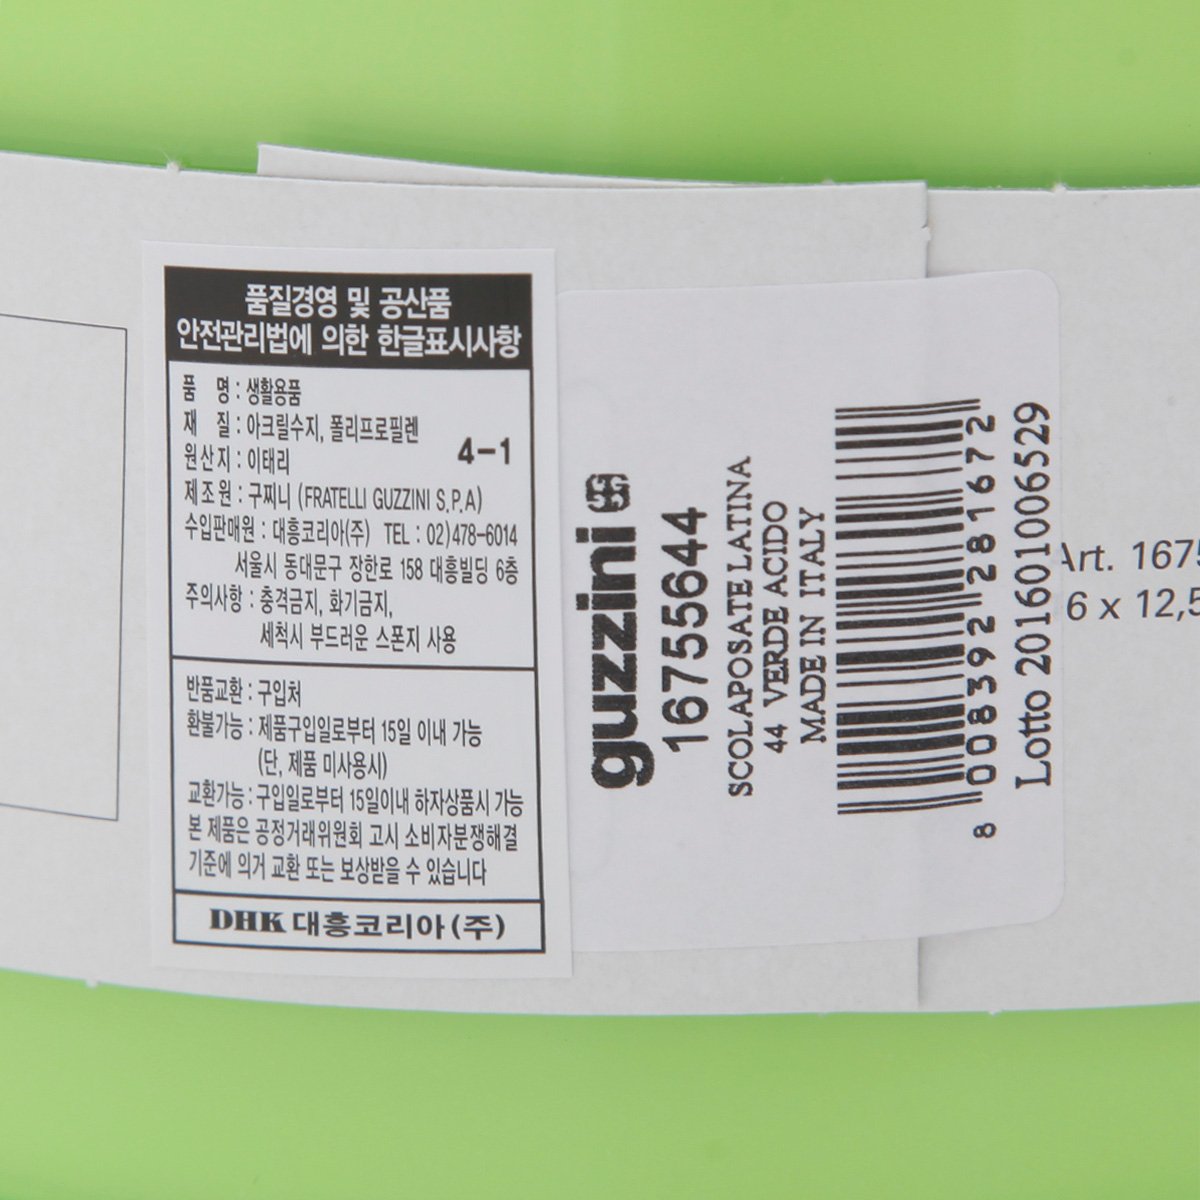 품질경영 및 공산품
안전관리법에 의한 한글표시사항
품 명 : 생활용품
재 질 : 아크릴수지, 폴리프로필렌
원산지 : 이태리
4-1
제조원 : 구찌니 (FRATELLI GUZZINI S.P.A)
수입판매원 : 대흥코리아(주) TEL : 02)478-6014
서울시 동대문구 장한로 158 대흥빌딩 6층
주의사항 : 충격금지, 화기금지,
세척시 부드러운 스폰지 사용
반품교환 : 구입처
환불가능 : 제품구입일로부터 15일 이내 가능
(단, 제품 미사용시)
교환가능 : 구입일로부터 15일이내 하자상품시 가능
본 제품은 공정거래위원회 고시 소비자분쟁해결
기준에 의거 교환 또는 보상받을 수 있습니다
DHK 대흥코리아(주)
guzzini
16755644
SCOLAPOSATE LATINA
44 VERDE ACIDO
MADE IN ITALY
8 008392 281672
Lotto 201601006529
Art. 1675
6 x 12,5